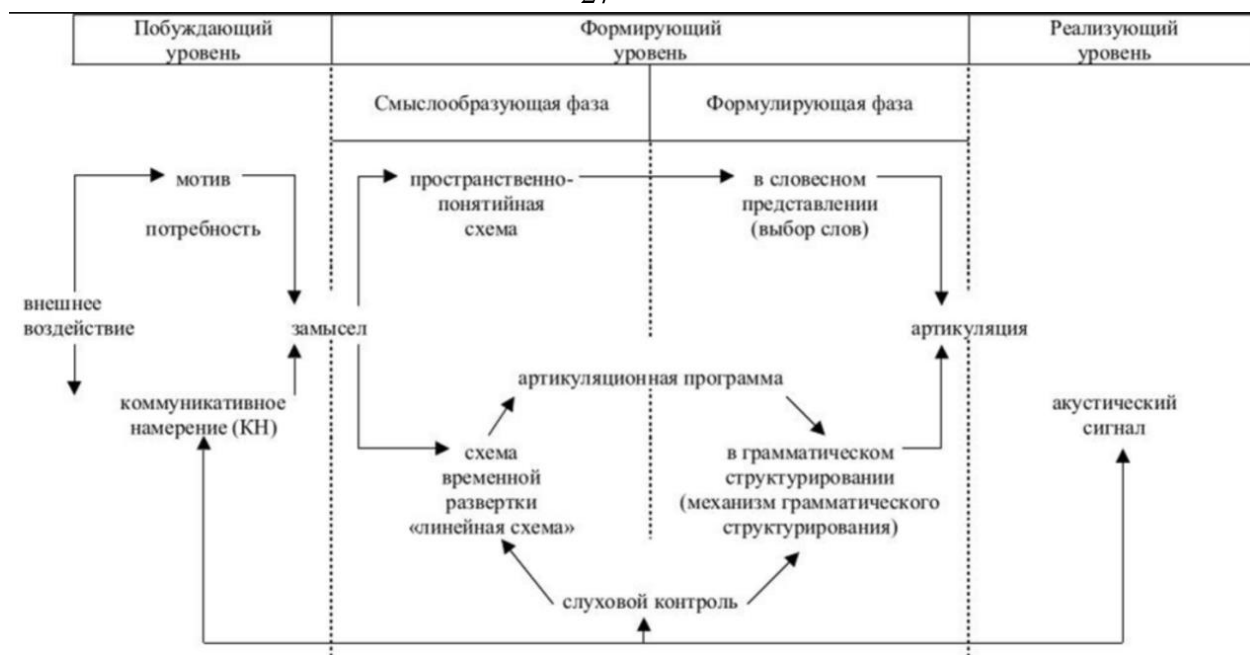 27
Побуждающий
уровень
Формирующий
уровень
Реализующий
уровень
Смыслообразующая фаза
Формулирующая фаза
мотив
потребность
пространственно-
понятийная
схема
в словесном
представлении
(выбор слов)
внешнее
воздействие
замысел
артикуляция
артикуляционная программа
коммуникативное
намерение (КН)
акустический
сигнал
схема
временной
развертки
«линейная схема»
в грамматическом
структурировании
(механизм грамматического
структурирования)
слуховой контроль